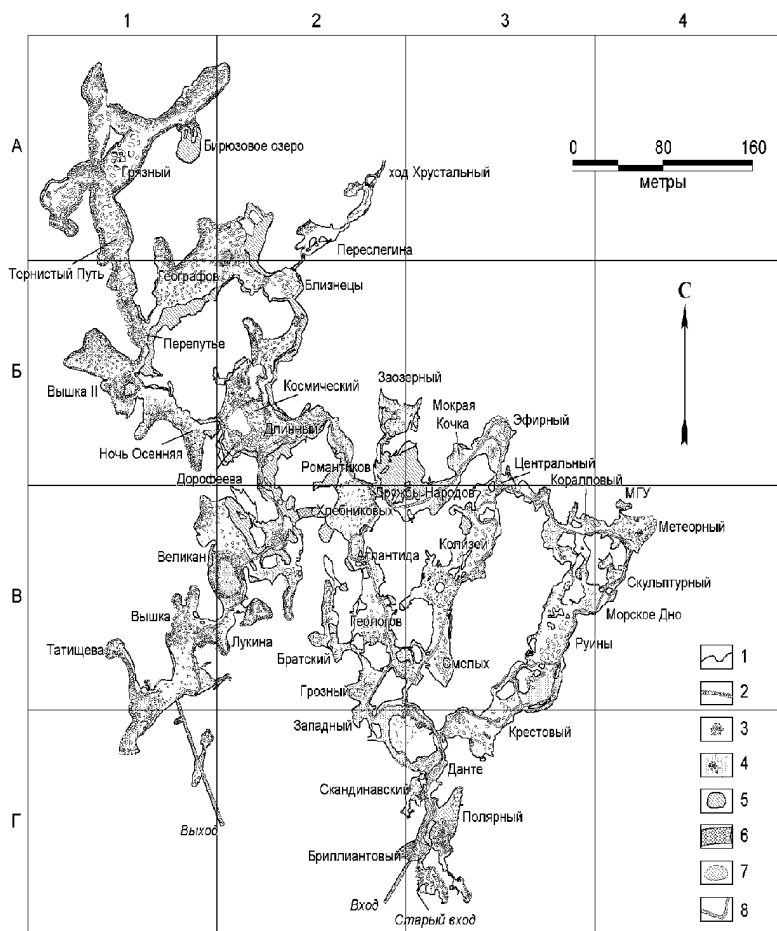 1 2 3 4
А
0 80 160
метры
Бирюзовое озеро
Грязный
ход Хрустальный
Переслегина
Торнистый Путь
Географов
Близнецы
С
Перепутье
Б
Вышка II
Космический
Заозерный
Мокрая
Кочка
Эфирный
Длинный
Ночь Осенняя
Романтиков
Центральный
Коралловый
Дорофеева
Дружбы Народов
МГУ
Хлебниковых
Метеорный
Великан
Атлантида
Колизей
Скульптурный
В
Морское Дно
Вышка
Лукина
Геологов
Руины
Татищева
Братский
Смелых
1
Грозный
2
Западный
Крестовый
3
Данте
4
Скандинавский
5
Г
Полярный
Выход
6
Бриллиантовый
7
Вход
Старый вход
8